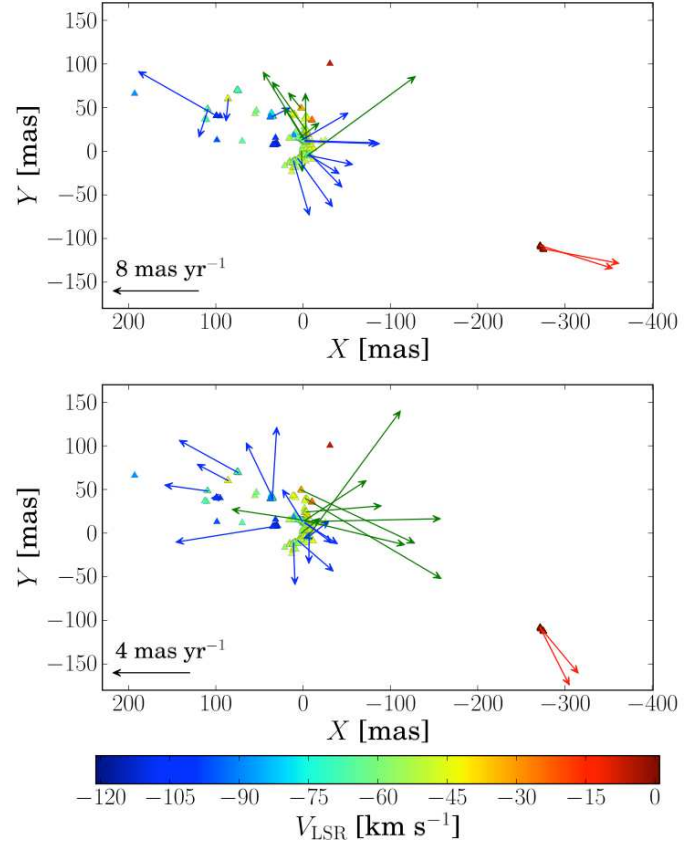 150
100
50
0
−50
−100
−150
Y [mas]
8 mas yr−1
200 100 0 −100 −200 −300 −400
X [mas]
150
100
50
0
−50
−100
−150
Y [mas]
4 mas yr−1
200 100 0 −100 −200 −300 −400
X [mas]
−120 −105 −90 −75 −60 −45 −30 −15 0
VLSR [km s−1]